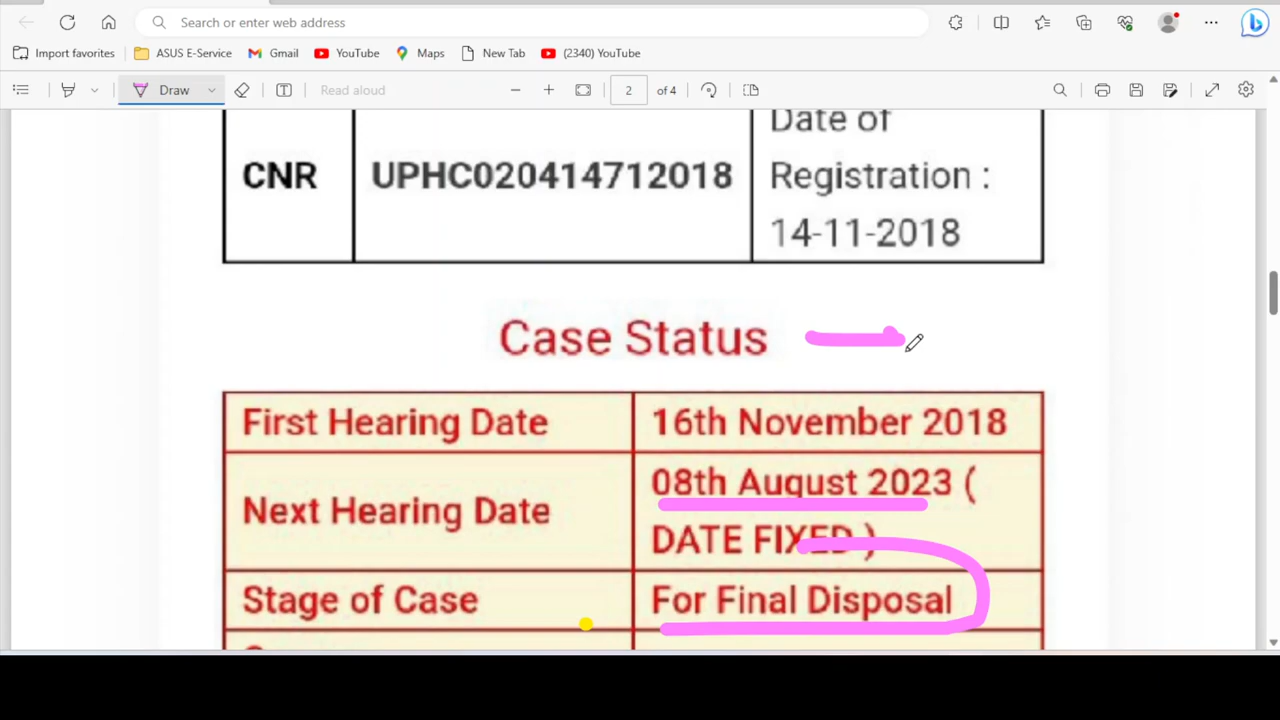 Search or enter web address
Import favorites ASUS E-Service Gmail YouTube Maps New Tab (2340) YouTube
Draw Read aloud 2 of 4
Date of
CNR UPHC020414712018 Registration :
14-11-2018
Case Status
First Hearing Date 16th November 2018
Next Hearing Date 08th August 2023 (
DATE FIXED )
Stage of Case For Final Disposal